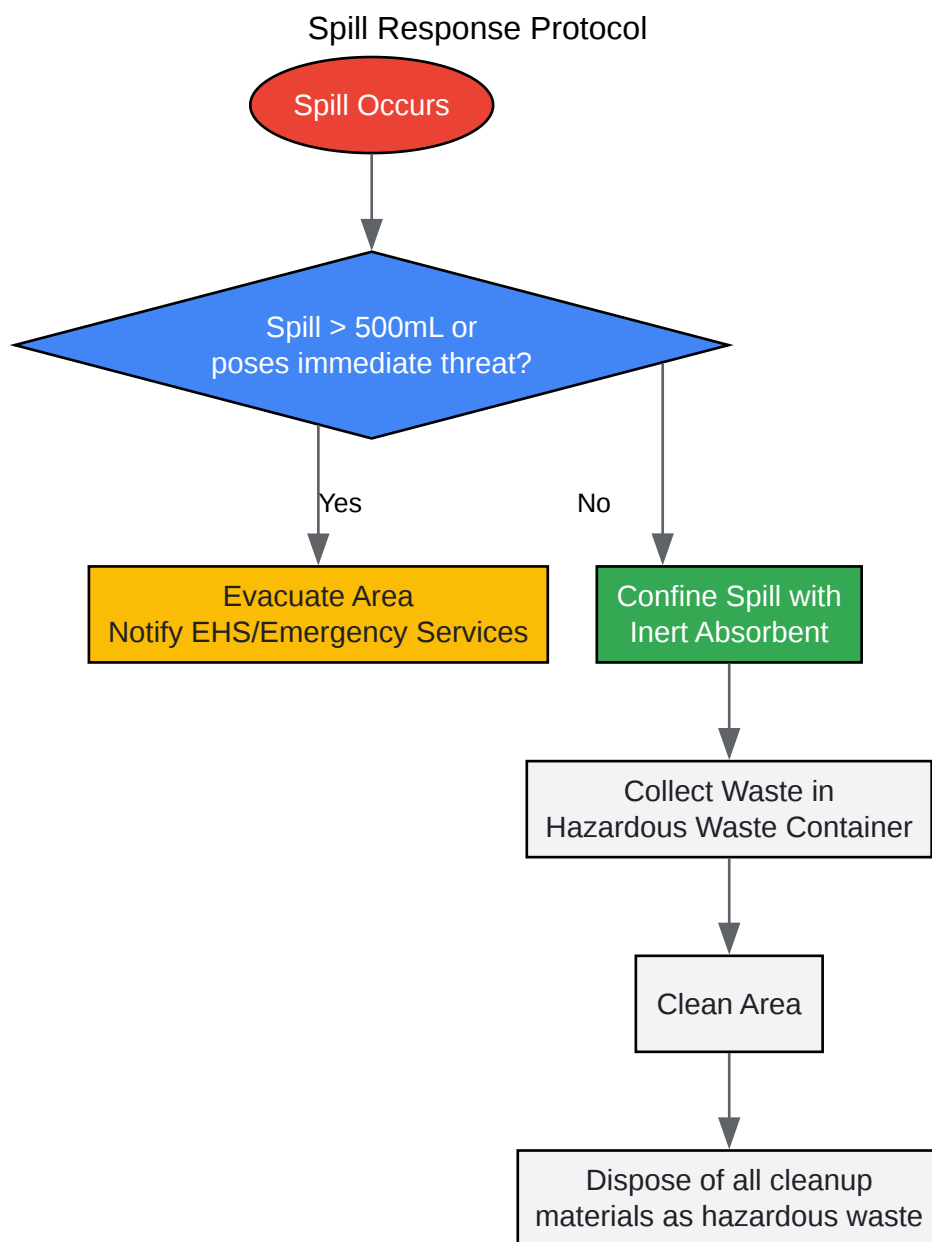 Spill Response Protocol
Spill Occurs
Spill > 500mL or
poses immediate threat?
Yes
No
Evacuate Area
Notify EHS/Emergency Services
Confine Spill with
Inert Absorbent
Collect Waste in
Hazardous Waste Container
Clean Area
Dispose of all cleanup
materials as hazardous waste